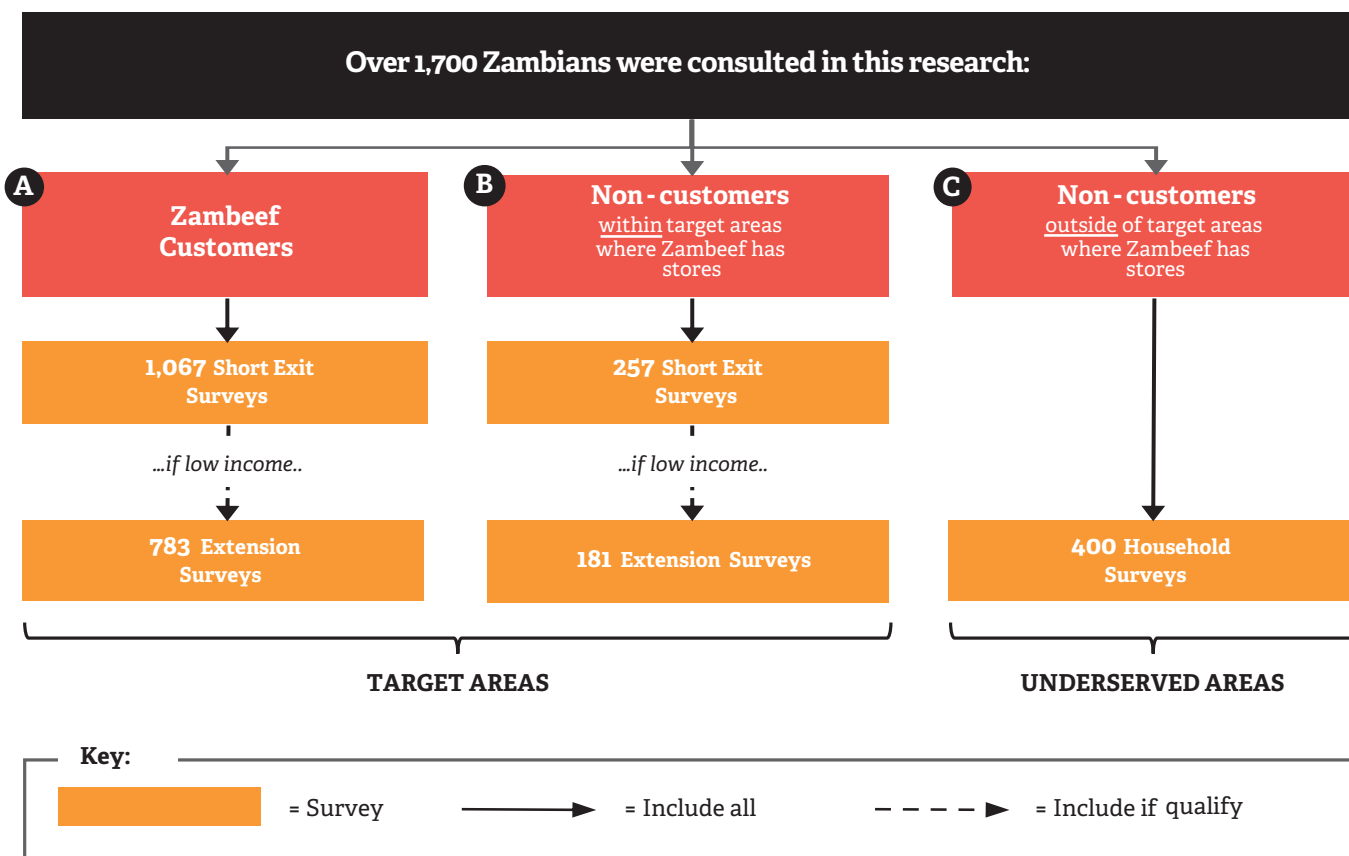 Over 1,700 Zambians were consulted in this research:
A
Zambeef
Customers
B
Non - customers
within target areas
where Zambeef has
stores
C
Non - customers
outside of target areas
where Zambeef has
stores
1,067 Short Exit
Surveys
257 Short Exit
Surveys
...if low income..
...if low income..
783 Extension
Surveys
181 Extension Surveys
400 Household
Surveys
TARGET AREAS
UNDERSERVED AREAS
Key:
= Survey
= Include all
= Include if qualify